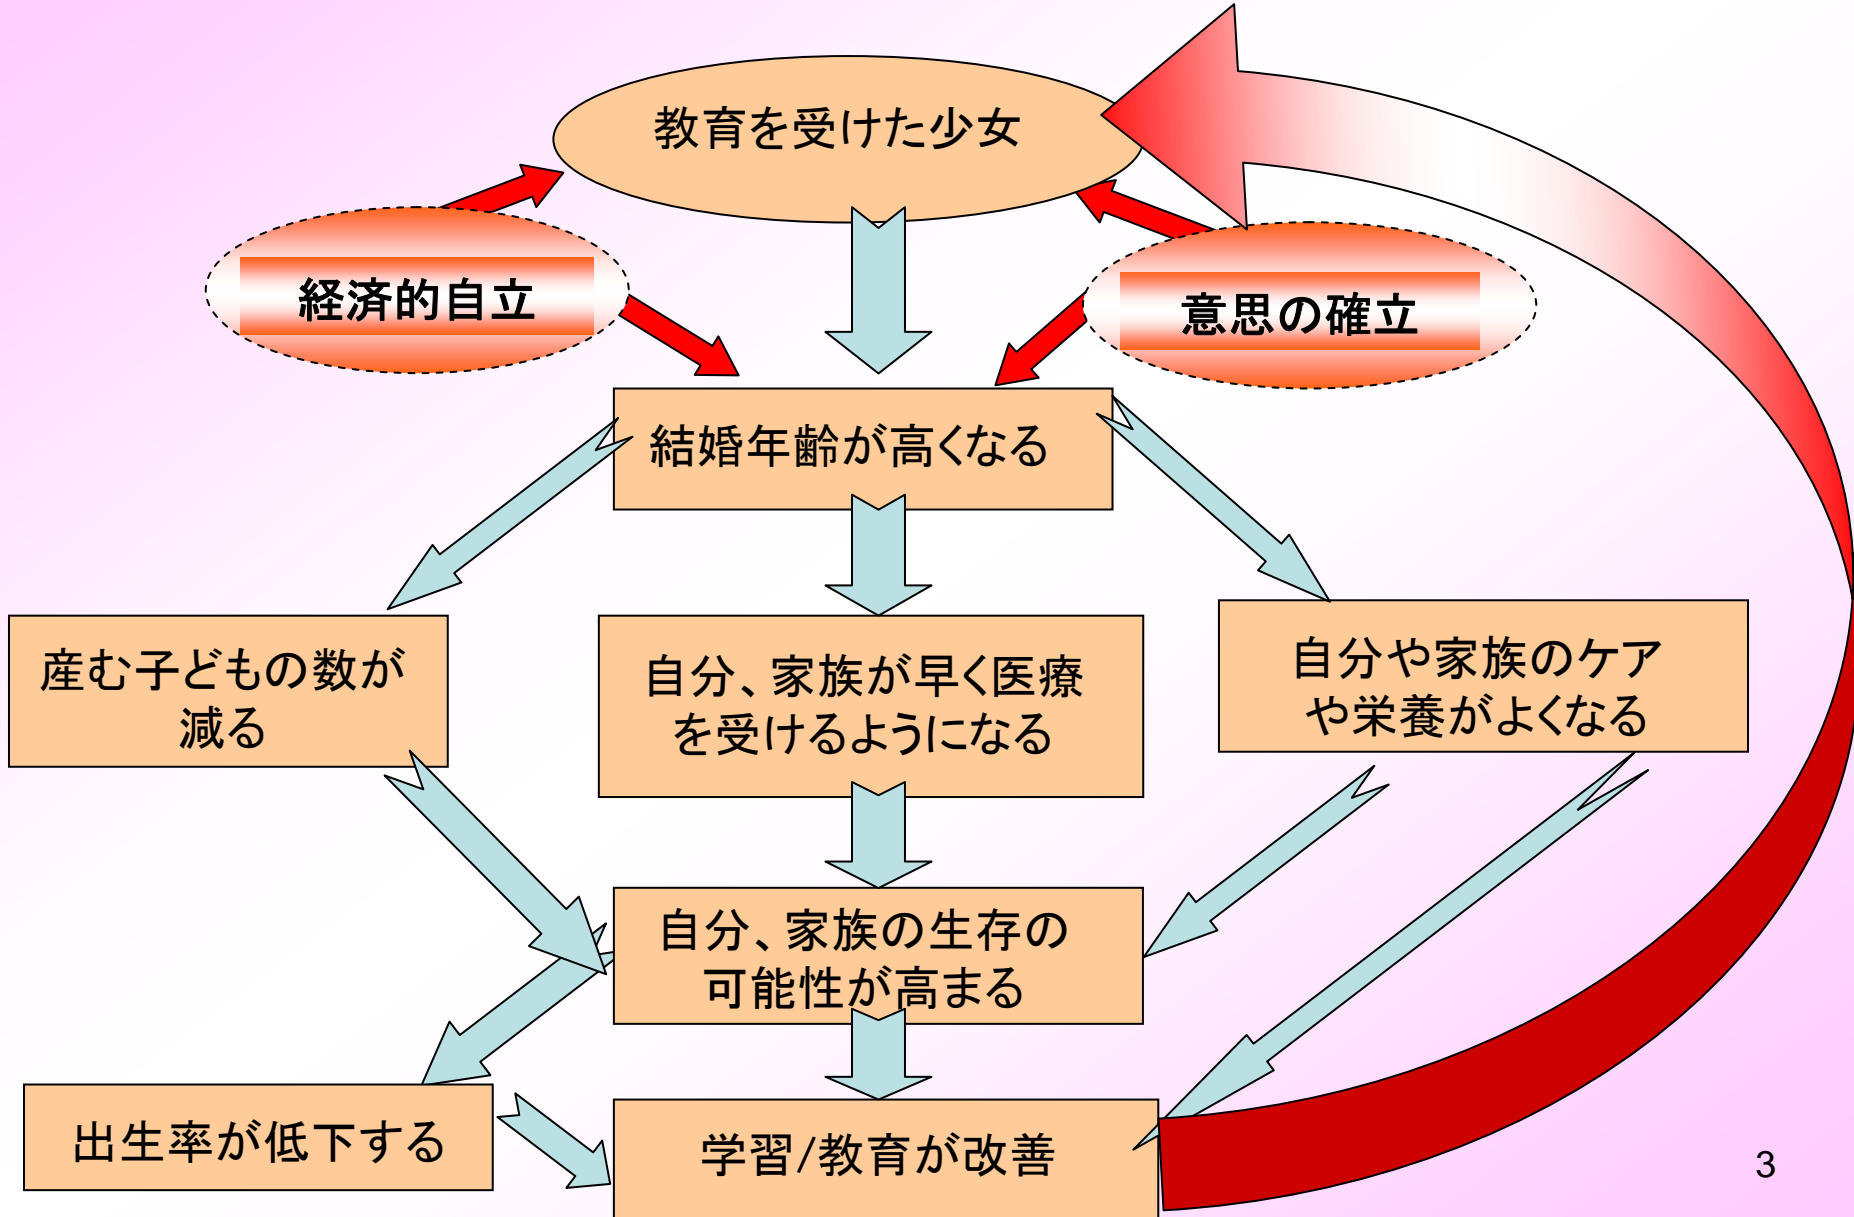 教育を受けた少女
経済的自立
意思の確立
結婚年齢が高くなる
産む子どもの数が
減る
自分、家族が早く医療
を受けるようになる
自分や家族のケア
や栄養がよくなる
自分、家族の生存の
可能性が高まる
出生率が低下する
学習/教育が改善
3